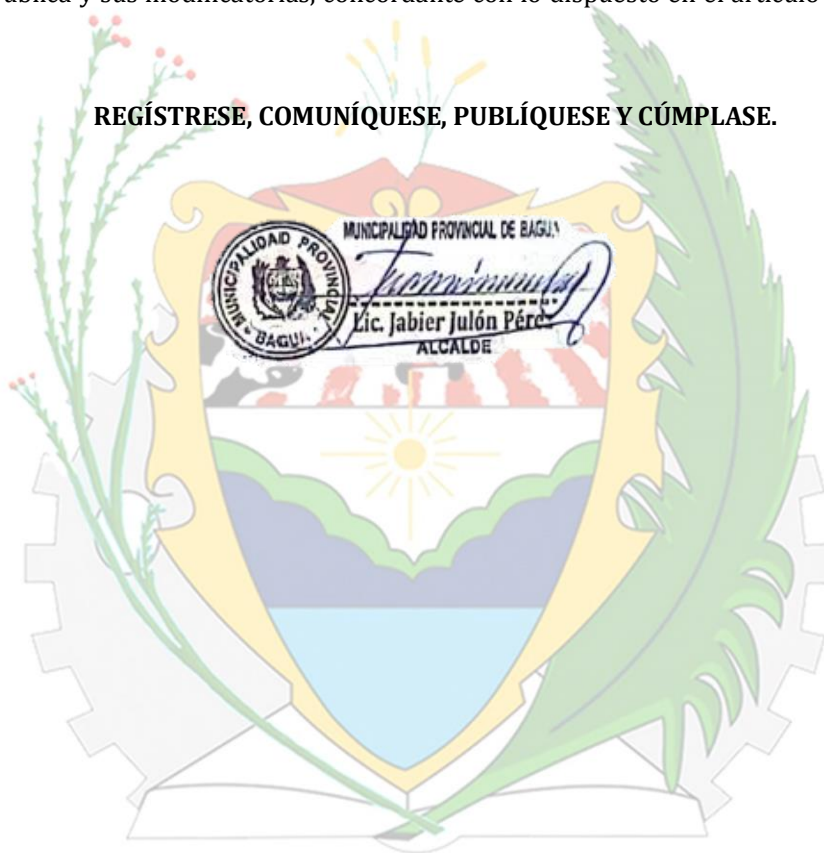 y sus modificatorias, concordante con lo dispuesto en el artículo
REGÍSTRESE, COMUNÍQUESE, PUBLÍQUESE Y CÚMPLASE.
MUNICIPALIDAD PROVINCIAL
BAGUA
MUNICIPALIDAD PROVINCIAL DE BAGUA
Lic. Jabier Julón Pérez
ALCALDE